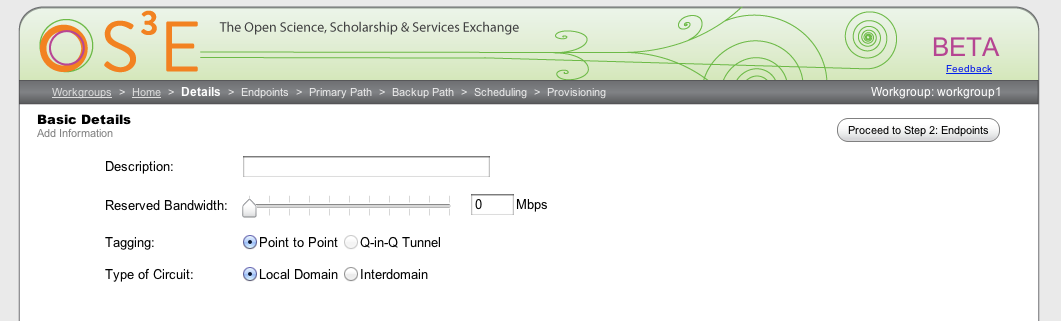 OS³E The Open Science, Scholarship & Services Exchange
BETA
Feedback
Workgroups > Home > Details > Endpoints > Primary Path > Backup Path > Scheduling > Provisioning Workgroup: workgroup1
Basic Details
Add Information
Proceed to Step 2: Endpoints
Description:
Reserved Bandwidth: 0 Mbps
Tagging: Point to Point Q-in-Q Tunnel
Type of Circuit: Local Domain Interdomain